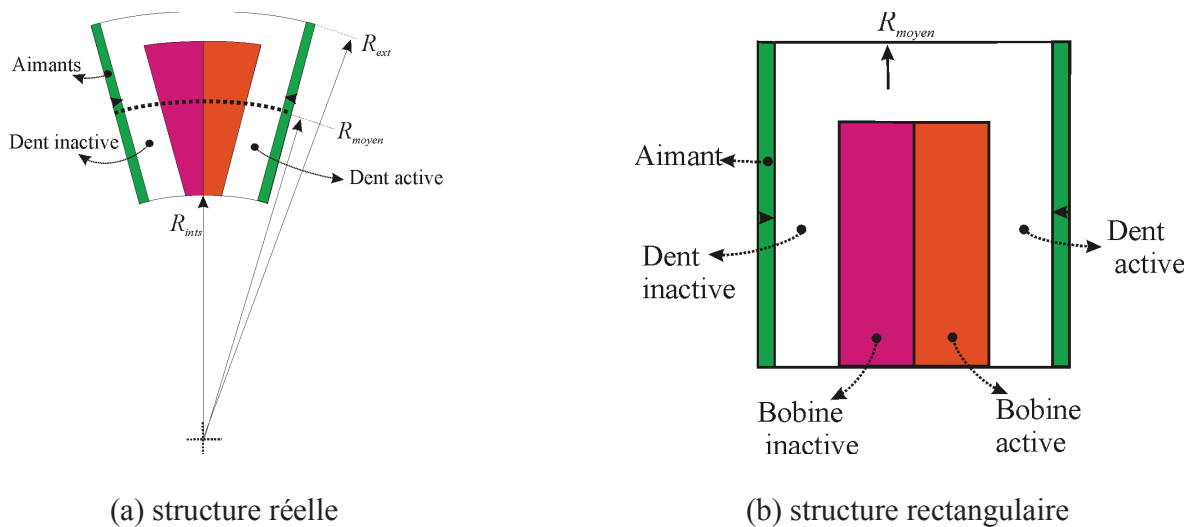 R_ext
Aimants
R_moyen
Dent inactive
Dent active
R_ints
(a) structure réelle
R_moyen
Aimant
Dent
inactive
Dent
active
Bobine
inactive
Bobine
active
(b) structure rectangulaire